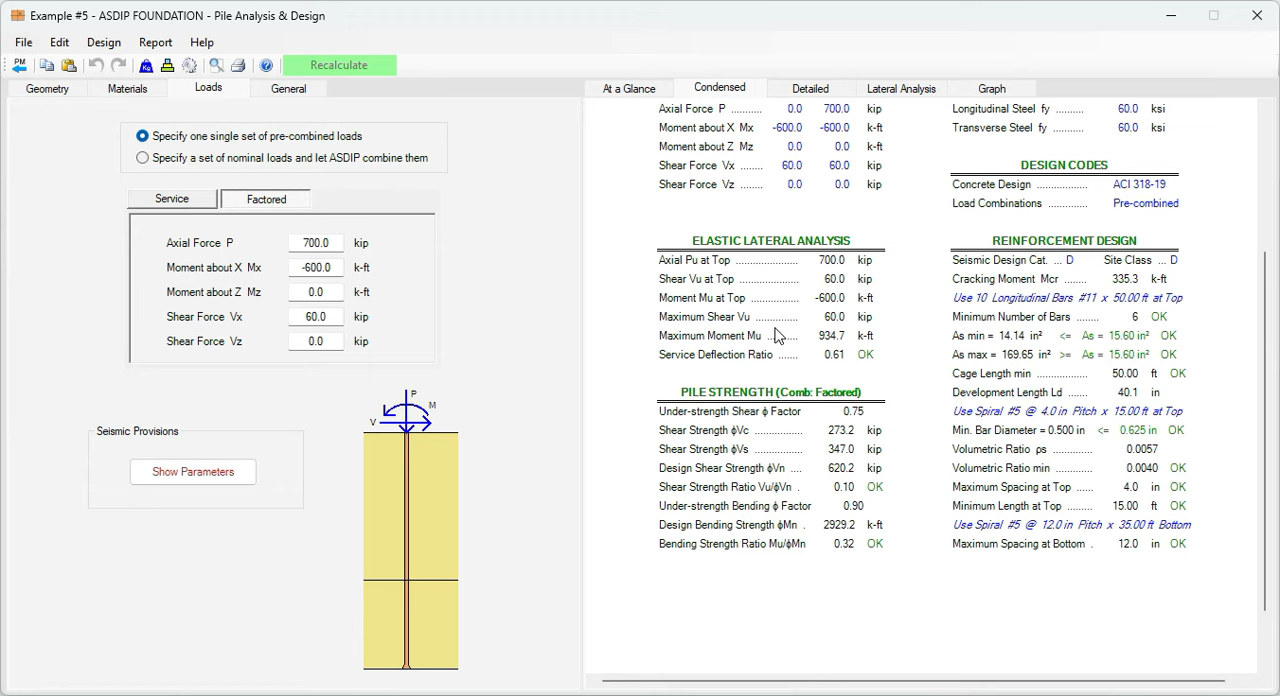 Example #5 - ASDIP FOUNDATION - Pile Analysis & Design
File Edit Design Report Help
PM Kg Recalculate
Geometry Materials Loads General
Specify one single set of pre-combined loads
Specify a set of nominal loads and let ASDIP combine them
Service Factored
Axial Force P 700.0 kip
Moment about X Mx -600.0 k-ft
Moment about Z Mz 0.0 k-ft
Shear Force Vx 60.0 kip
Shear Force Vz 0.0 kip
P
M
V
Seismic Provisions
Show Parameters
At a Glance Condensed Detailed Lateral Analysis Graph
Axial Force P ........... 0.0 700.0 kip
Moment about X Mx -600.0 -600.0 k-ft
Moment about Z Mz 0.0 0.0 k-ft
Shear Force Vx ........ 60.0 60.0 kip
Shear Force Vz ........ 0.0 0.0 kip
ELASTIC LATERAL ANALYSIS
Axial Pu at Top ...................... 700.0 kip
Shear Vu at Top ..................... 60.0 kip
Moment Mu at Top ................. -600.0 k-ft
Maximum Shear Vu ............... 60.0 kip
Maximum Moment Mu ........... 934.7 k-ft
Service Deflection Ratio ....... 0.61 OK
PILE STRENGTH (Comb: Factored)
Under-strength Shear ϕ Factor 0.75
Shear Strength ϕVc ................. 273.2 kip
Shear Strength ϕVs ................. 347.0 kip
Design Shear Strength ϕVn .... 620.2 kip
Shear Strength Ratio Vu/ϕVn . 0.10 OK
Under-strength Bending ϕ Factor 0.90
Design Bending Strength ϕMn . 2929.2 k-ft
Bending Strength Ratio Mu/ϕMn 0.32 OK
Longitudinal Steel fy ........... 60.0 ksi
Transverse Steel fy ........... 60.0 ksi
DESIGN CODES
Concrete Design .................. ACI 318-19
Load Combinations ............. Pre-combined
REINFORCEMENT DESIGN
Seismic Design Cat. ... D Site Class ... D
Cracking Moment Mcr ....... 335.3 k-ft
Use 10 Longitudinal Bars #11 x 50.00 ft at Top
Minimum Number of Bars ........ 6 OK
As min = 14.14 in² <= As = 15.60 in² OK
As max = 169.65 in² >= As = 15.60 in² OK
Cage Length min .................. 50.00 ft OK
Development Length Ld ....... 40.1 in
Use Spiral #5 @ 4.0 in Pitch x 15.00 ft at Top
Min. Bar Diameter = 0.500 in <= 0.625 in OK
Volumetric Ratio ρs ............. 0.0057
Volumetric Ratio min ............ 0.0040 OK
Maximum Spacing at Top ...... 4.0 in OK
Minimum Length at Top ......... 15.00 ft OK
Use Spiral #5 @ 12.0 in Pitch x 35.00 ft Bottom
Maximum Spacing at Bottom . 12.0 in OK